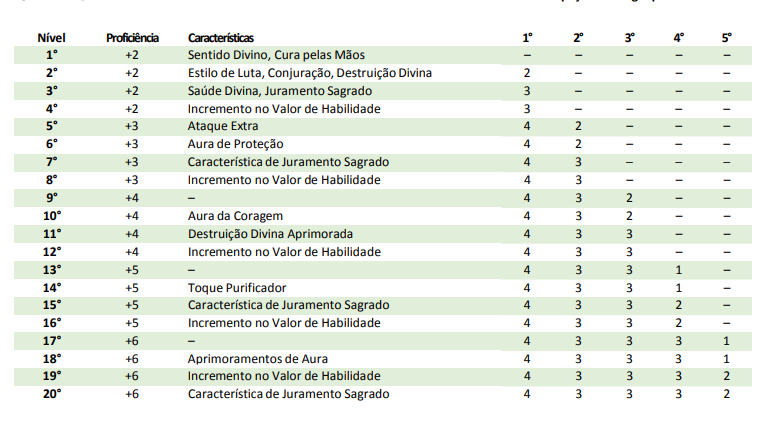 Nível Proficiência Características 1° 2° 3° 4° 5°
1° +2 Sentido Divino, Cura pelas Mãos – – – – –
2° +2 Estilo de Luta, Conjuração, Destruição Divina 2 – – – –
3° +2 Saúde Divina, Juramento Sagrado 3 – – – –
4° +2 Incremento no Valor de Habilidade 3 – – – –
5° +3 Ataque Extra 4 2 – – –
6° +3 Aura de Proteção 4 2 – – –
7° +3 Característica de Juramento Sagrado 4 3 – – –
8° +3 Incremento no Valor de Habilidade 4 3 – – –
9° +4 – 4 3 2 – –
10° +4 Aura da Coragem 4 3 2 – –
11° +4 Destruição Divina Aprimorada 4 3 3 – –
12° +4 Incremento no Valor de Habilidade 4 3 3 – –
13° +5 – 4 3 3 1 –
14° +5 Toque Purificador 4 3 3 1 –
15° +5 Característica de Juramento Sagrado 4 3 3 2 –
16° +5 Incremento no Valor de Habilidade 4 3 3 2 –
17° +6 – 4 3 3 3 1
18° +6 Aprimoramentos de Aura 4 3 3 3 1
19° +6 Incremento no Valor de Habilidade 4 3 3 3 2
20° +6 Característica de Juramento Sagrado 4 3 3 3 2